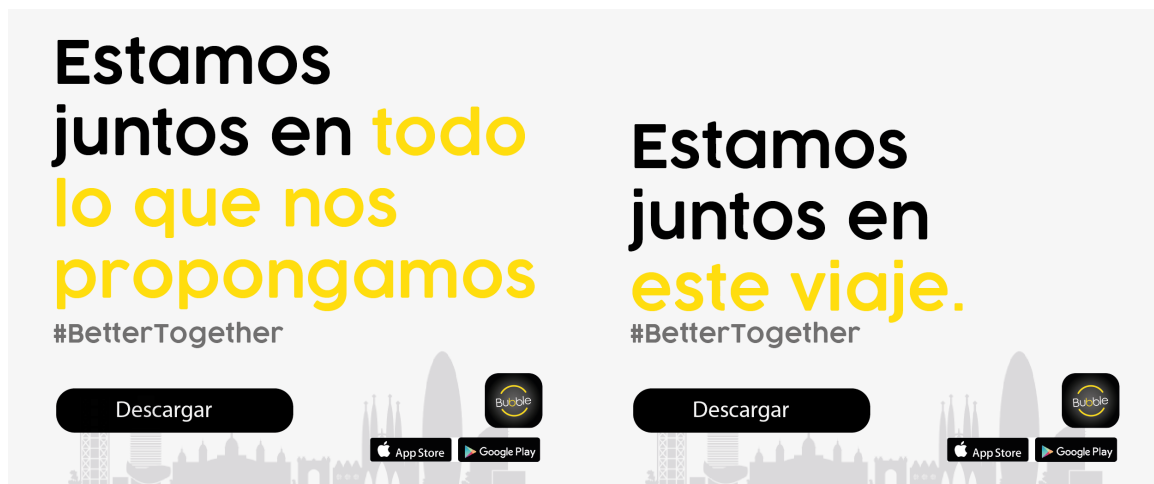 Estamos
juntos en todo
lo que nos
propongamos
#BetterTogether
Descargar
Bubble
App Store
Google Play
Estamos
juntos en
este viaje.
#BetterTogether
Descargar
Bubble
App Store
Google Play